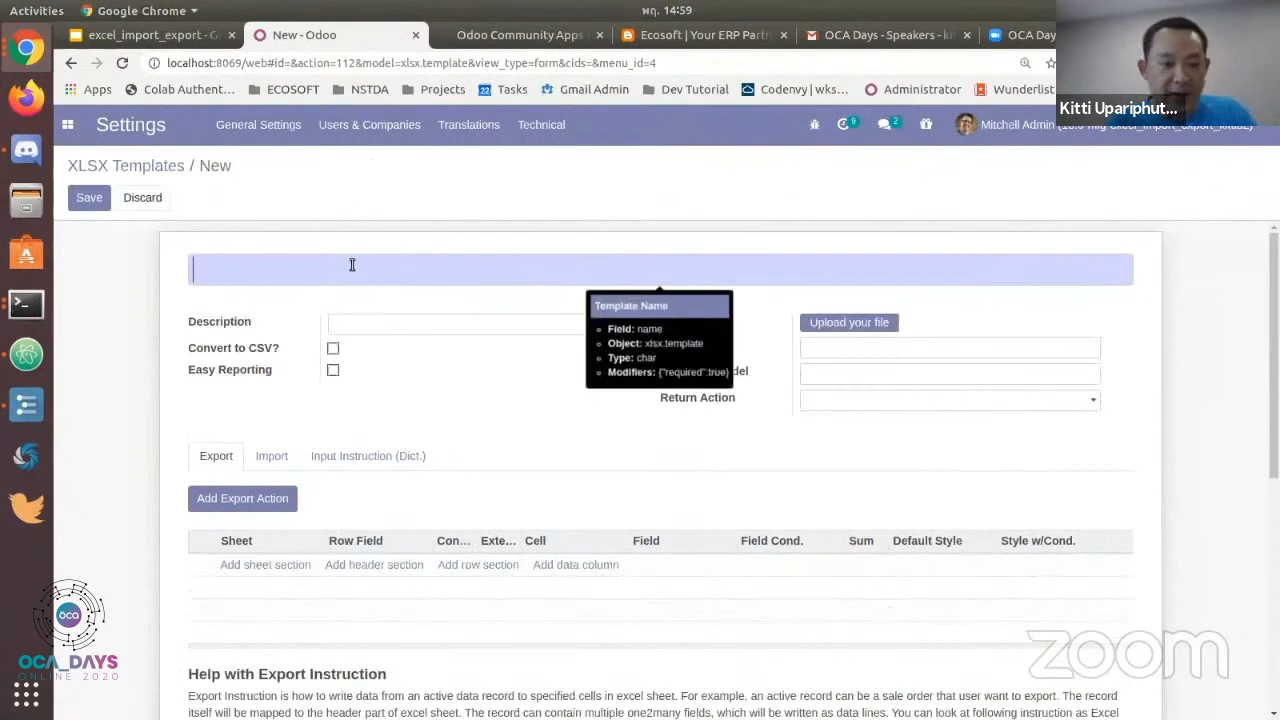 Activities
Google Chrome
พฤ. 14:59
excel_import_export - G
New - Odoo
Odoo Community Apps
Ecosoft | Your ERP Partn
OCA Days - Speakers - ki
OCA Day
localhost:8069/web#id=&action=112&model=xlsx.template&view_type=form&cids=&menu_id=4
Apps
Colab Authent...
ECOSOFT
NSTDA
Projects
Tasks
Gmail Admin
Dev Tutorial
Codenvy | wks...
Administrator
Wunderlist
Kitti Upariphut...
Settings
General Settings
Users & Companies
Translations
Technical
9
2
Mitchell Admin
XLSX Templates / New
Save
Discard
Template Name
Field: name
Object: xlsx.template
Type: char
Modifiers: {"required":true}
Description
Upload your file
Convert to CSV?
Easy Reporting
del
Return Action
Export
Import
Input Instruction (Dict.)
Add Export Action
Sheet
Row Field
Con...
Exte...
Cell
Field
Field Cond.
Sum
Default Style
Style w/Cond.
Add sheet section
Add header section
Add row section
Add data column
oca
OCA_DAYS
ONLINE 2020
zoom
Help with Export Instruction
Export Instruction is how to write data from an active data record to specified cells in excel sheet. For example, an active record can be a sale order that user want to export. The record
itself will be mapped to the header part of excel sheet. The record can contain multiple one2many fields, which will be written as data lines. You can look at following instruction as Excel